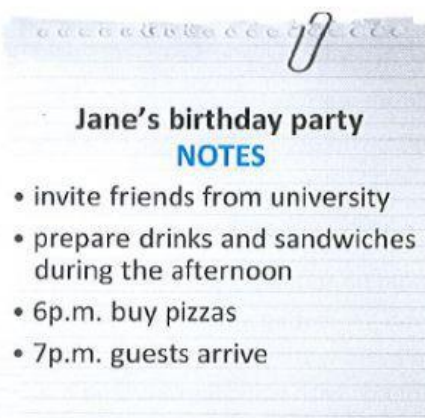 Jane's birthday party
NOTES
• invite friends from university
• prepare drinks and sandwiches
during the afternoon
• 6p.m. buy pizzas
• 7p.m. guests arrive